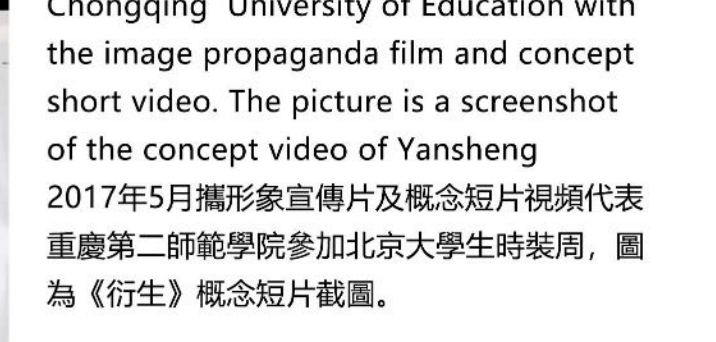 Chongqing University of Education with
the image propaganda film and concept
short video. The picture is a screenshot
of the concept video of Yansheng
2017年5月攜形象宣傳片及概念短片視頻代表
重慶第二師範學院參加北京大學生時裝周，圖
為《衍生》概念短片截圖。